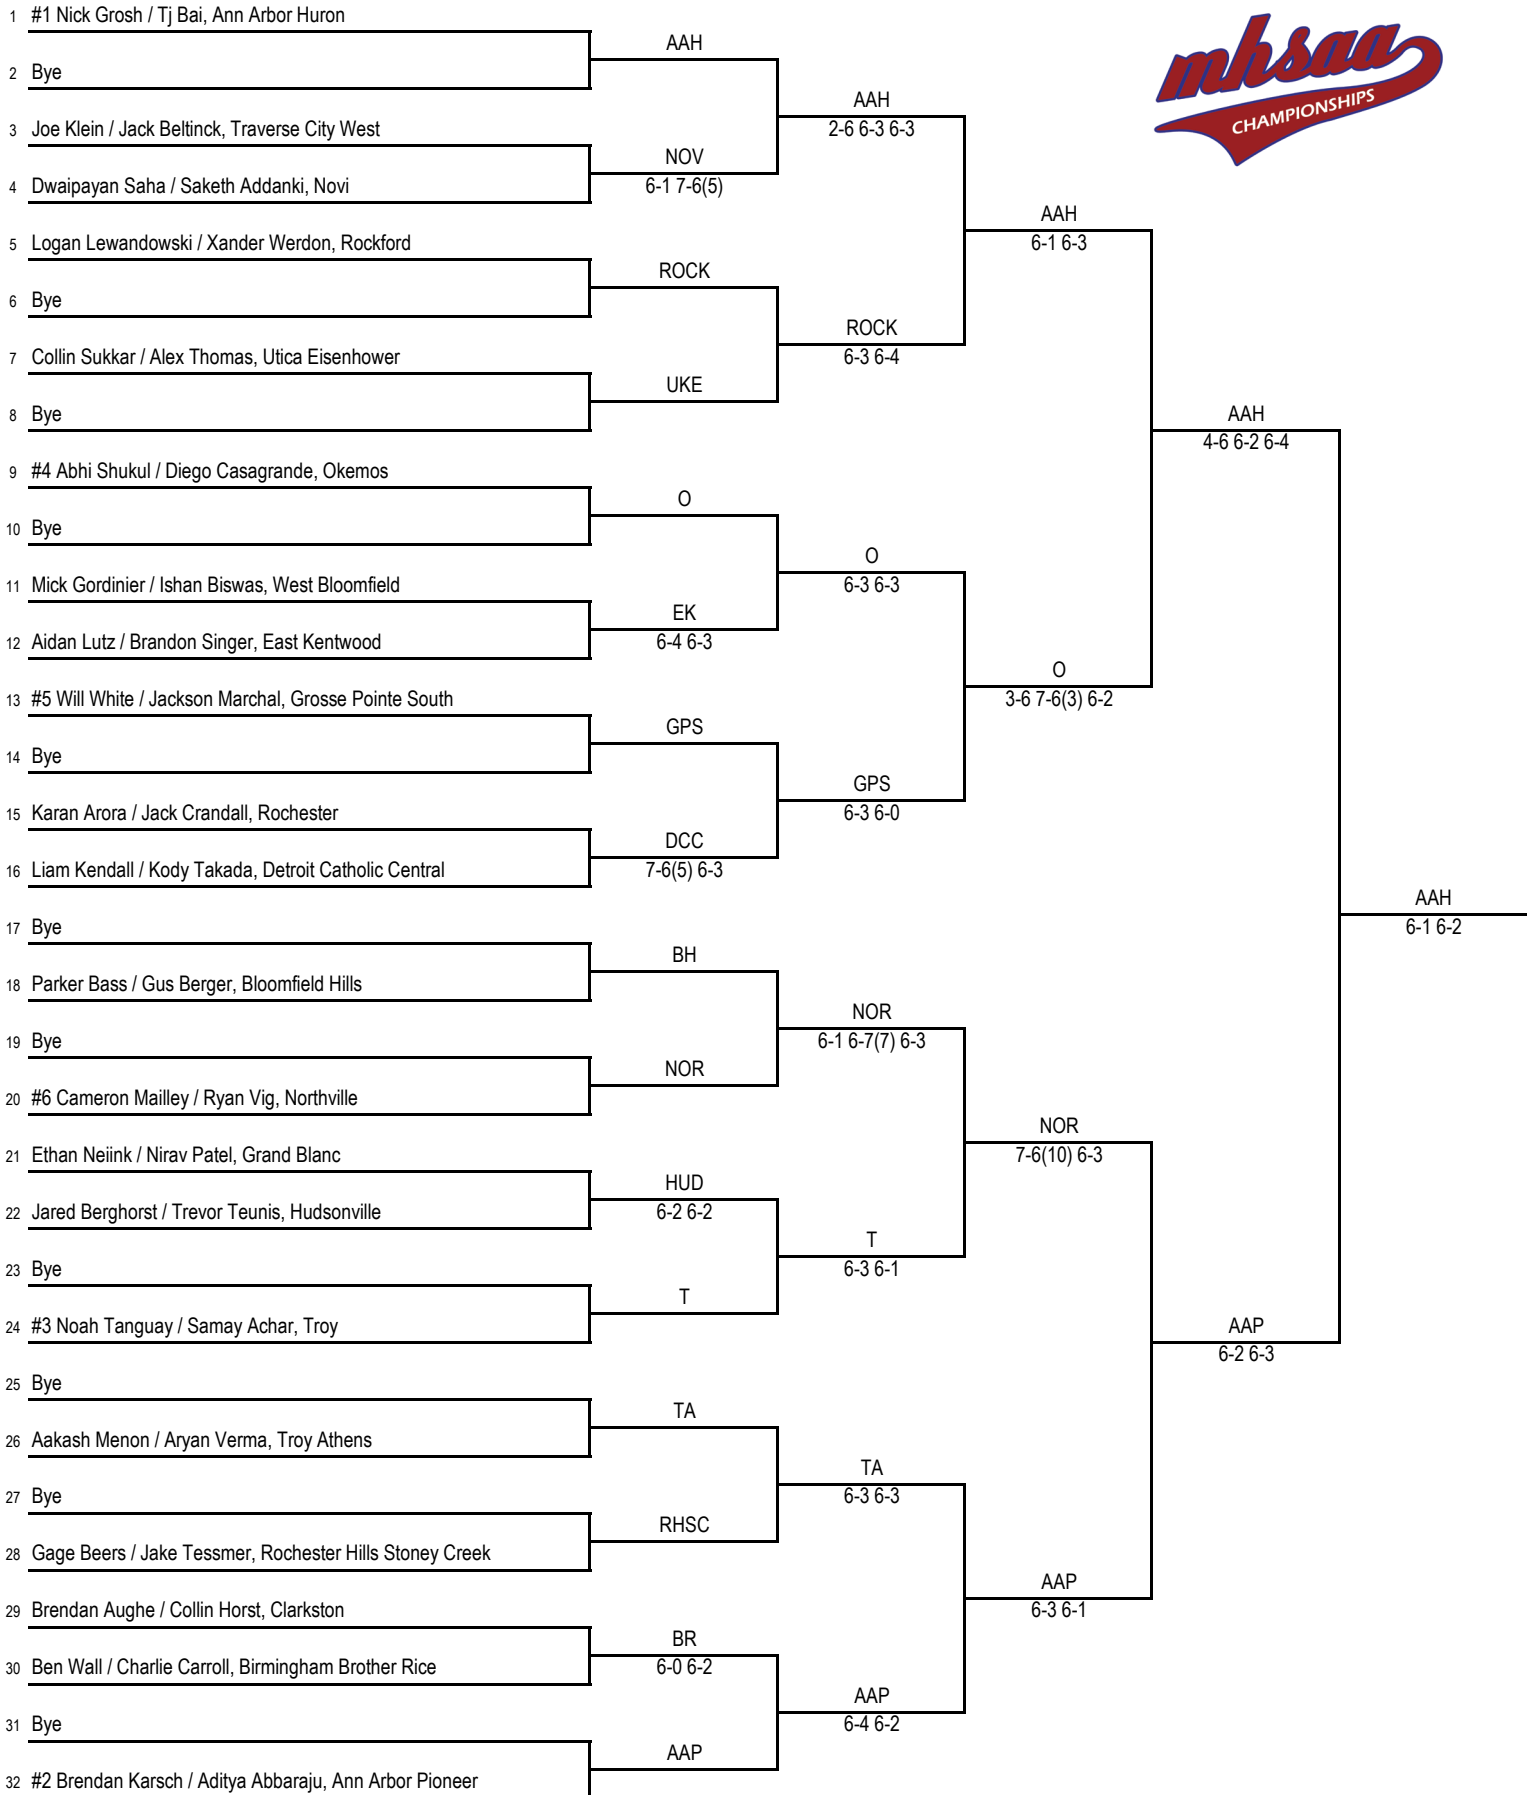 mhsaa
CHAMPIONSHIPS
1 #1 Nick Grosh / Tj Bai, Ann Arbor Huron
AAH
2 Bye
AAH
2-6 6-3 6-3
3 Joe Klein / Jack Beltinck, Traverse City West
NOV
6-1 7-6(5)
4 Dwaipayan Saha / Saketh Addanki, Novi
AAH
6-1 6-3
5 Logan Lewandowski / Xander Werdon, Rockford
ROCK
6 Bye
ROCK
6-3 6-4
7 Collin Sukkar / Alex Thomas, Utica Eisenhower
UKE
8 Bye
AAH
4-6 6-2 6-4
9 #4 Abhi Shukul / Diego Casagrande, Okemos
O
10 Bye
O
6-3 6-3
11 Mick Gordinier / Ishan Biswas, West Bloomfield
EK
6-4 6-3
12 Aidan Lutz / Brandon Singer, East Kentwood
O
3-6 7-6(3) 6-2
13 #5 Will White / Jackson Marchal, Grosse Pointe South
GPS
14 Bye
GPS
6-3 6-0
15 Karan Arora / Jack Crandall, Rochester
DCC
7-6(5) 6-3
16 Liam Kendall / Kody Takada, Detroit Catholic Central
AAH
6-1 6-2
17 Bye
BH
18 Parker Bass / Gus Berger, Bloomfield Hills
NOR
6-1 6-7(7) 6-3
19 Bye
NOR
20 #6 Cameron Mailley / Ryan Vig, Northville
NOR
7-6(10) 6-3
21 Ethan Neiink / Nirav Patel, Grand Blanc
HUD
6-2 6-2
22 Jared Berghorst / Trevor Teunis, Hudsonville
T
6-3 6-1
23 Bye
T
24 #3 Noah Tanguay / Samay Achar, Troy
AAP
6-2 6-3
25 Bye
TA
26 Aakash Menon / Aryan Verma, Troy Athens
TA
6-3 6-3
27 Bye
RHSC
28 Gage Beers / Jake Tessmer, Rochester Hills Stoney Creek
AAP
6-3 6-1
29 Brendan Aughe / Collin Horst, Clarkston
BR
6-0 6-2
30 Ben Wall / Charlie Carroll, Birmingham Brother Rice
AAP
6-4 6-2
31 Bye
AAP
32 #2 Brendan Karsch / Aditya Abbaraju, Ann Arbor Pioneer